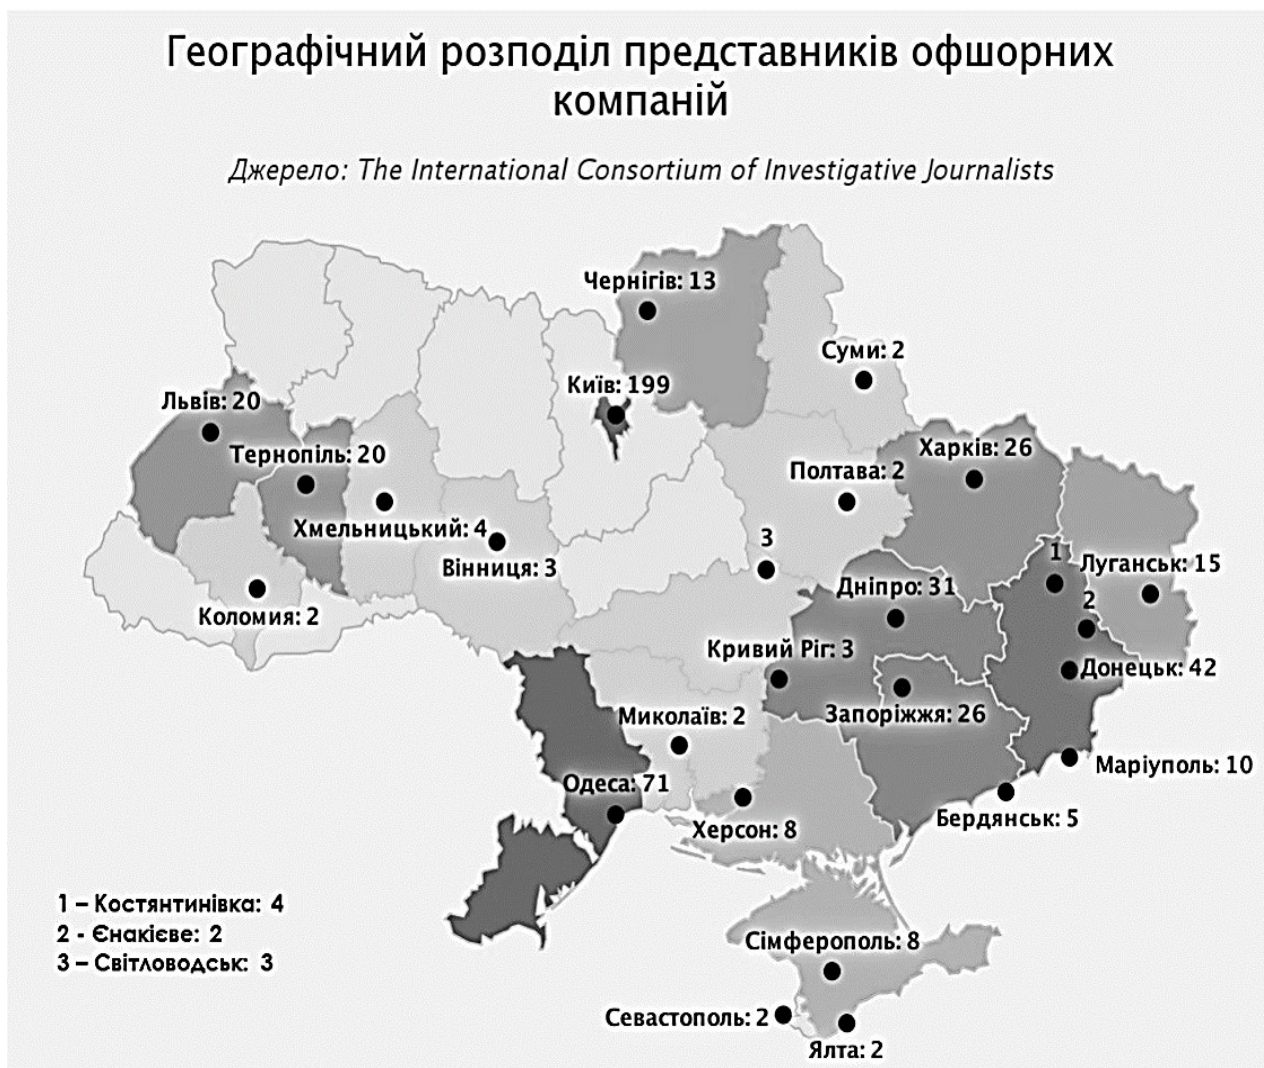 Географічний розподіл представників офшорних
компаній
Джерело: The International Consortium of Investigative Journalists
Чернігів: 13
Суми: 2
Київ: 199
Львів: 20
Харків: 26
Тернопіль: 20
Полтава: 2
Хмельницький: 4
3
1
Вінниця: 3
Луганськ: 15
Дніпро: 31
2
Коломия: 2
Кривий Ріг: 3
Донецьк: 42
Миколаїв: 2
Запоріжжя: 26
Маріуполь: 10
Одеса: 71
Бердянськ: 5
Херсон: 8
1 – Костянтинівка: 4
2 - Єнакієве: 2
3 – Світловодськ: 3
Сімферополь: 8
Севастополь: 2
Ялта: 2